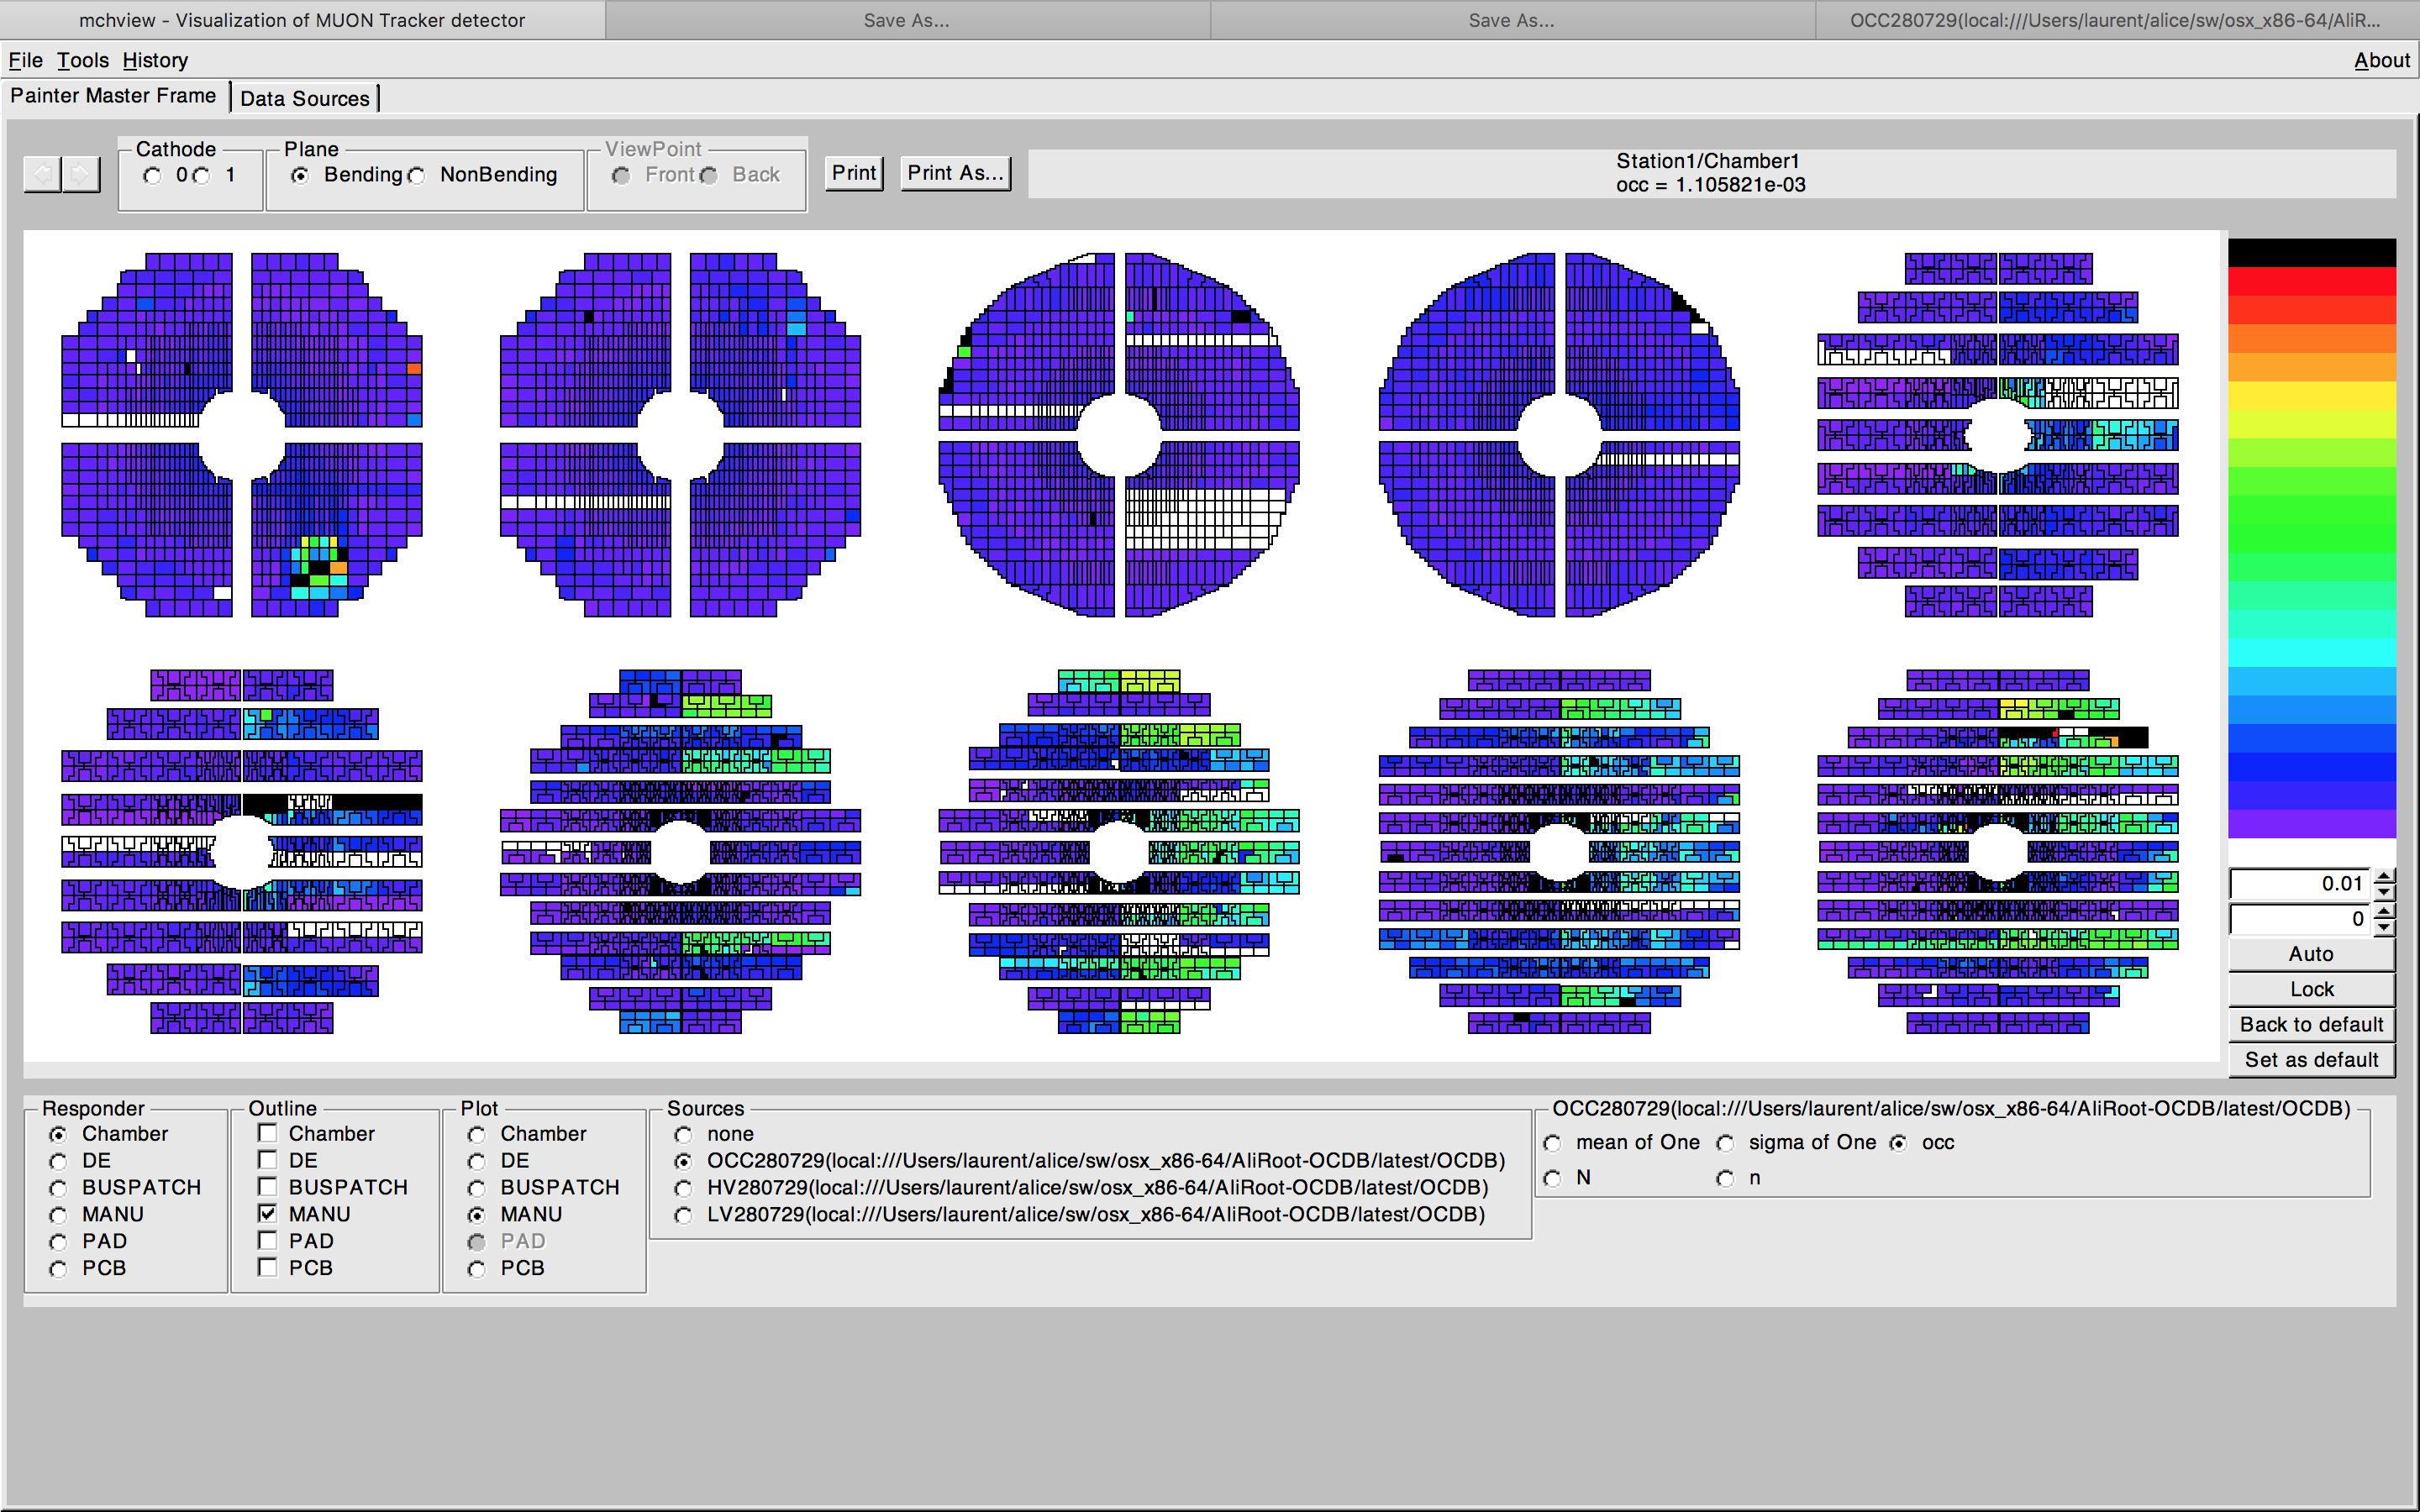 mchview - Visualization of MUON Tracker detector
Save As...
Save As...
OCC280729(local:///Users/laurent/alice/sw/osx_x86-64/AliR...
File Tools History About
Painter Master Frame Data Sources
Cathode
0 1
Plane
Bending NonBending
ViewPoint
Front Back
Print
Print As...
Station1/Chamber1
occ = 1.105821e-03
0.01
0
Auto
Lock
Back to default
Set as default
Responder
Chamber
DE
BUSPATCH
MANU
PAD
PCB
Outline
Chamber
DE
BUSPATCH
MANU
PAD
PCB
Plot
Chamber
DE
BUSPATCH
MANU
PAD
PCB
Sources
none
OCC280729(local:///Users/laurent/alice/sw/osx_x86-64/AliRoot-OCDB/latest/OCDB)
HV280729(local:///Users/laurent/alice/sw/osx_x86-64/AliRoot-OCDB/latest/OCDB)
LV280729(local:///Users/laurent/alice/sw/osx_x86-64/AliRoot-OCDB/latest/OCDB)
OCC280729(local:///Users/laurent/alice/sw/osx_x86-64/AliRoot-OCDB/latest/OCDB)
mean of One sigma of One occ
N n